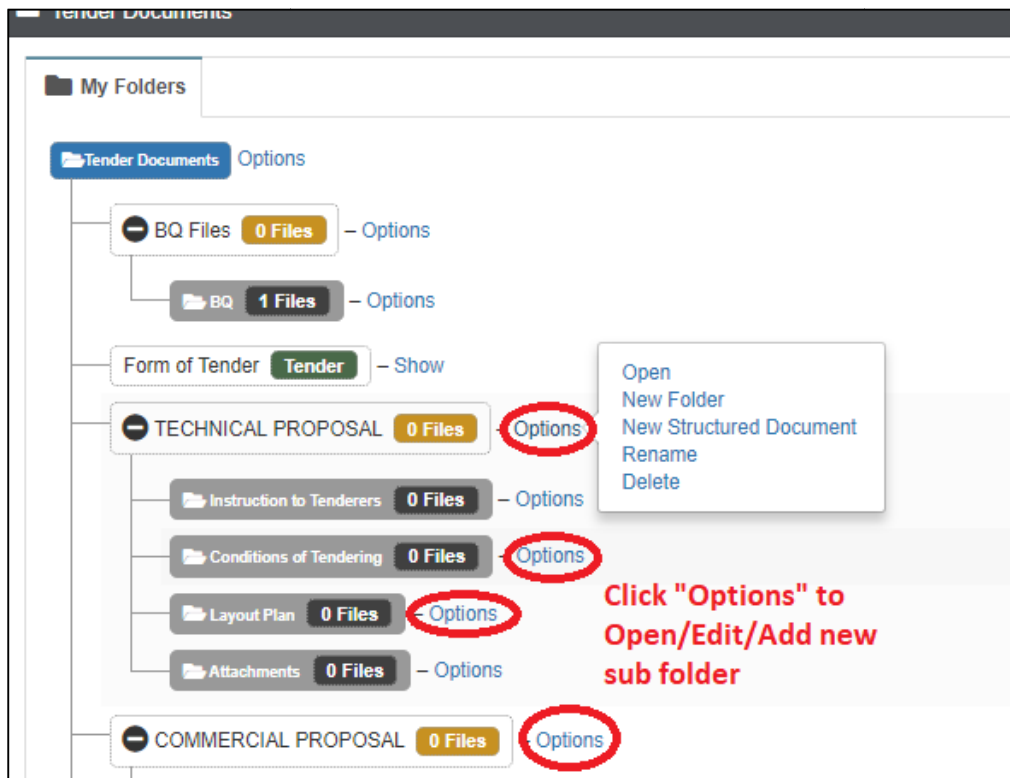 Tender Documents
My Folders
Tender Documents Options
BQ Files 0 Files – Options
BQ 1 Files – Options
Form of Tender Tender – Show
TECHNICAL PROPOSAL 0 Files - Options
Open
New Folder
New Structured Document
Rename
Delete
Instruction to Tenderers 0 Files – Options
Conditions of Tendering 0 Files - Options
Layout Plan 0 Files – Options
Attachments 0 Files – Options
Click "Options" to
Open/Edit/Add new
sub folder
COMMERCIAL PROPOSAL 0 Files - Options